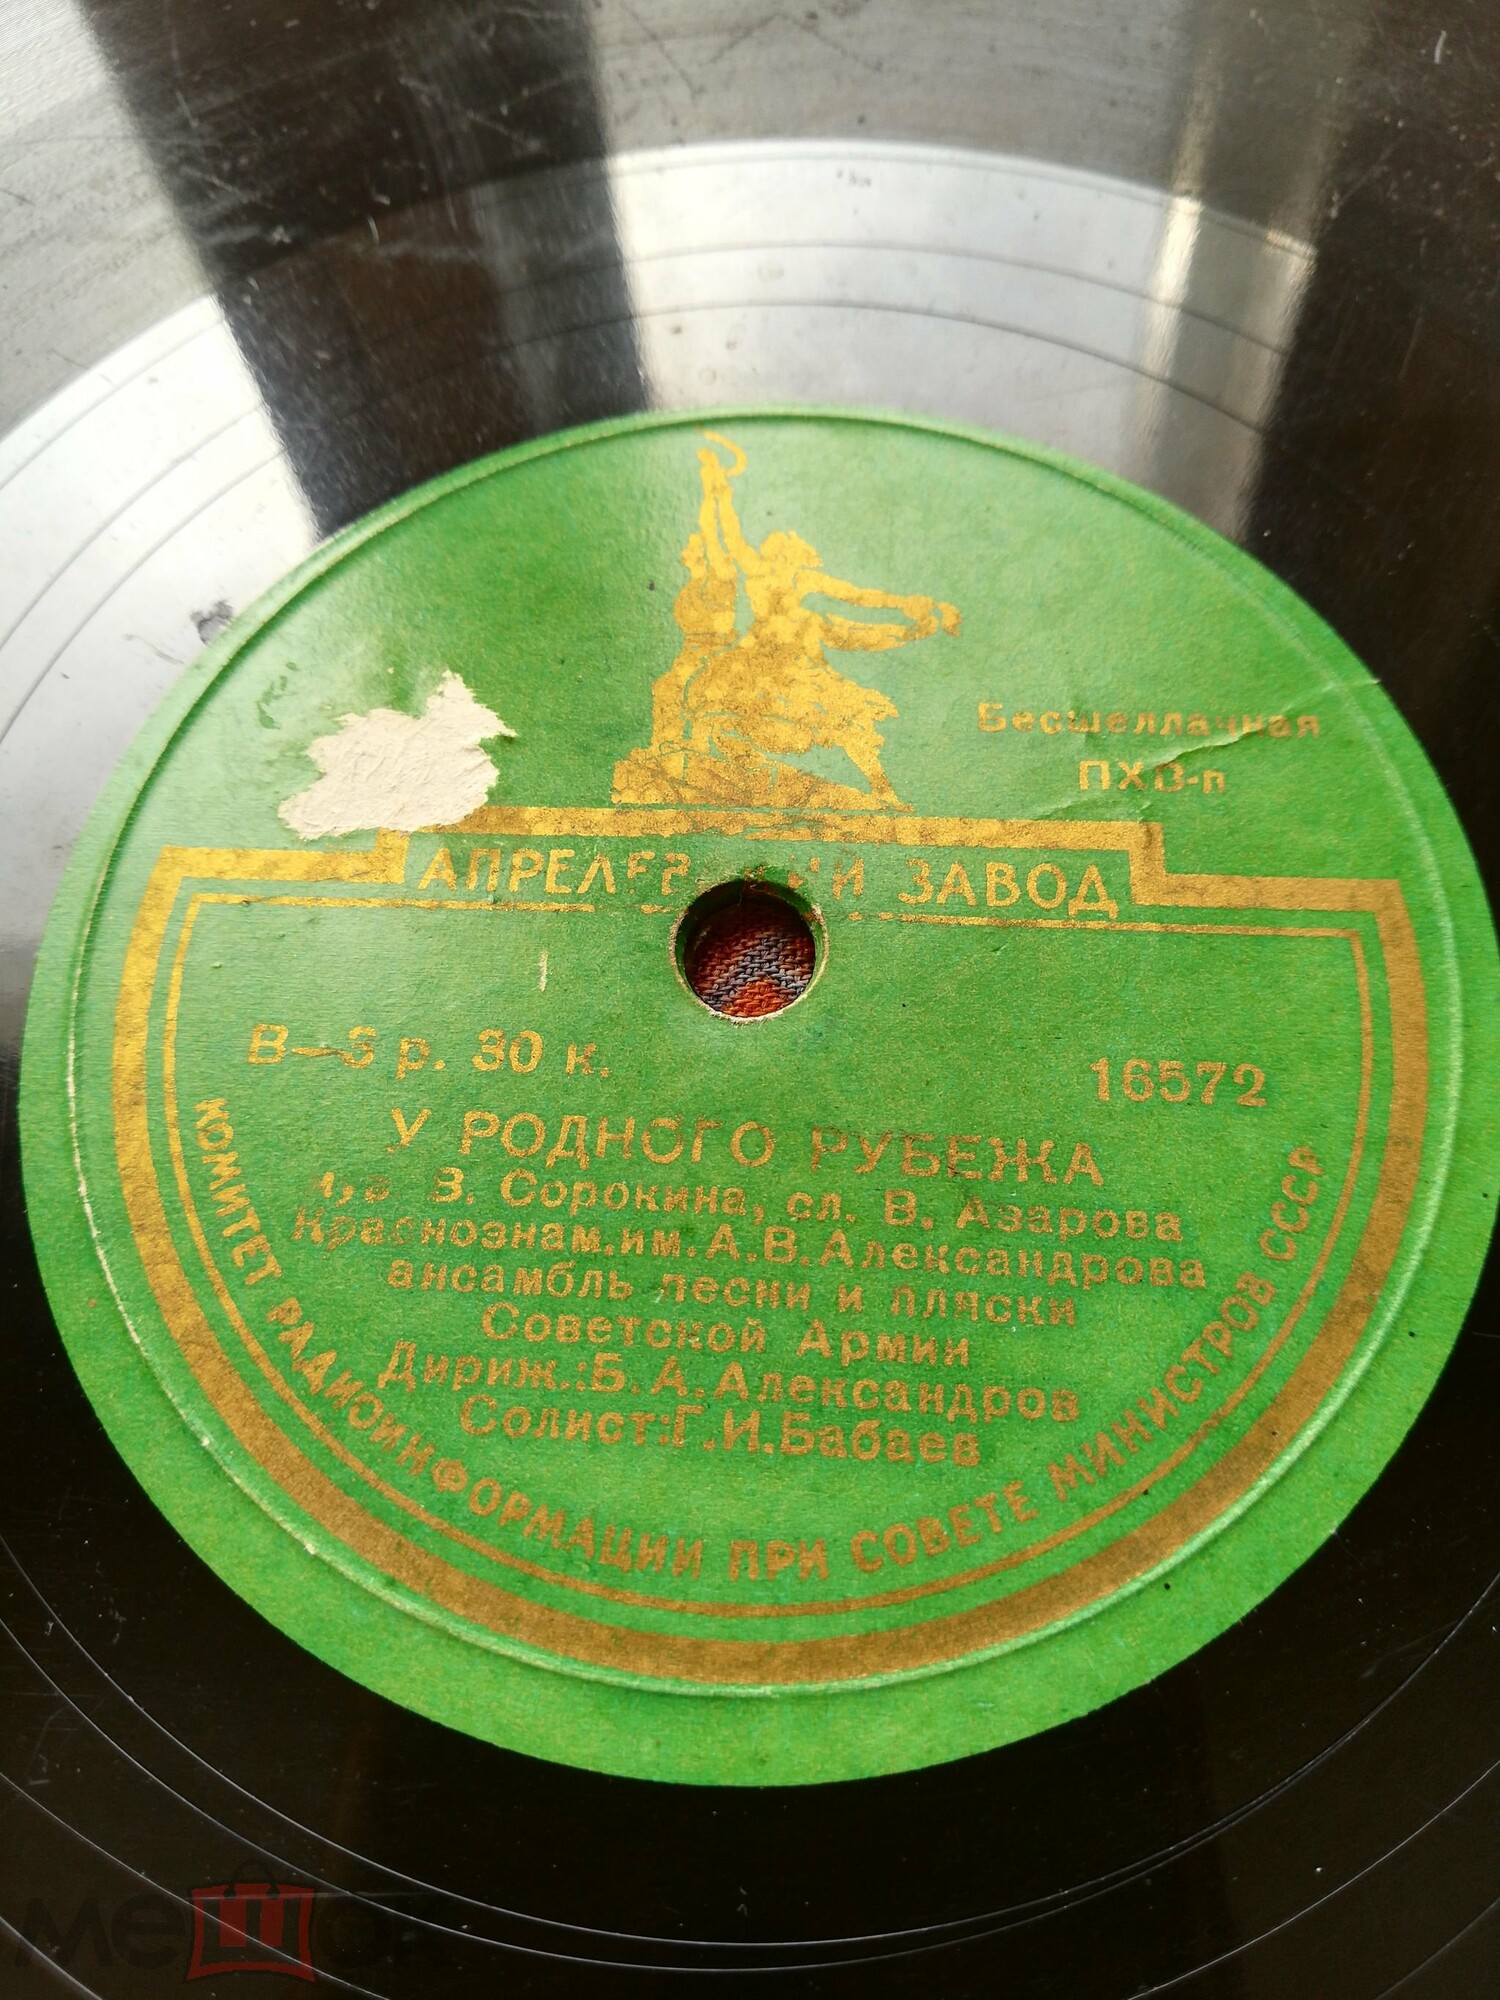 Бесшеллачная
ПХВ-п
ЗАВОД
В—3 р. 30 к.
16572
У РОДНОГО РУБЕЖА
В. Сорокина, сл. В. Азарова
Краснознам.им.А.В.Александрова
ансамбль песни и пляски
Советской Армии
Дириж.:Б.А.Александров
Солист:Г.И.Бабаев
КОМИТЕТ РАДИОИНФОРМАЦИИ ПРИ СОВЕТЕ МИНИСТРОВ СССР
мешок